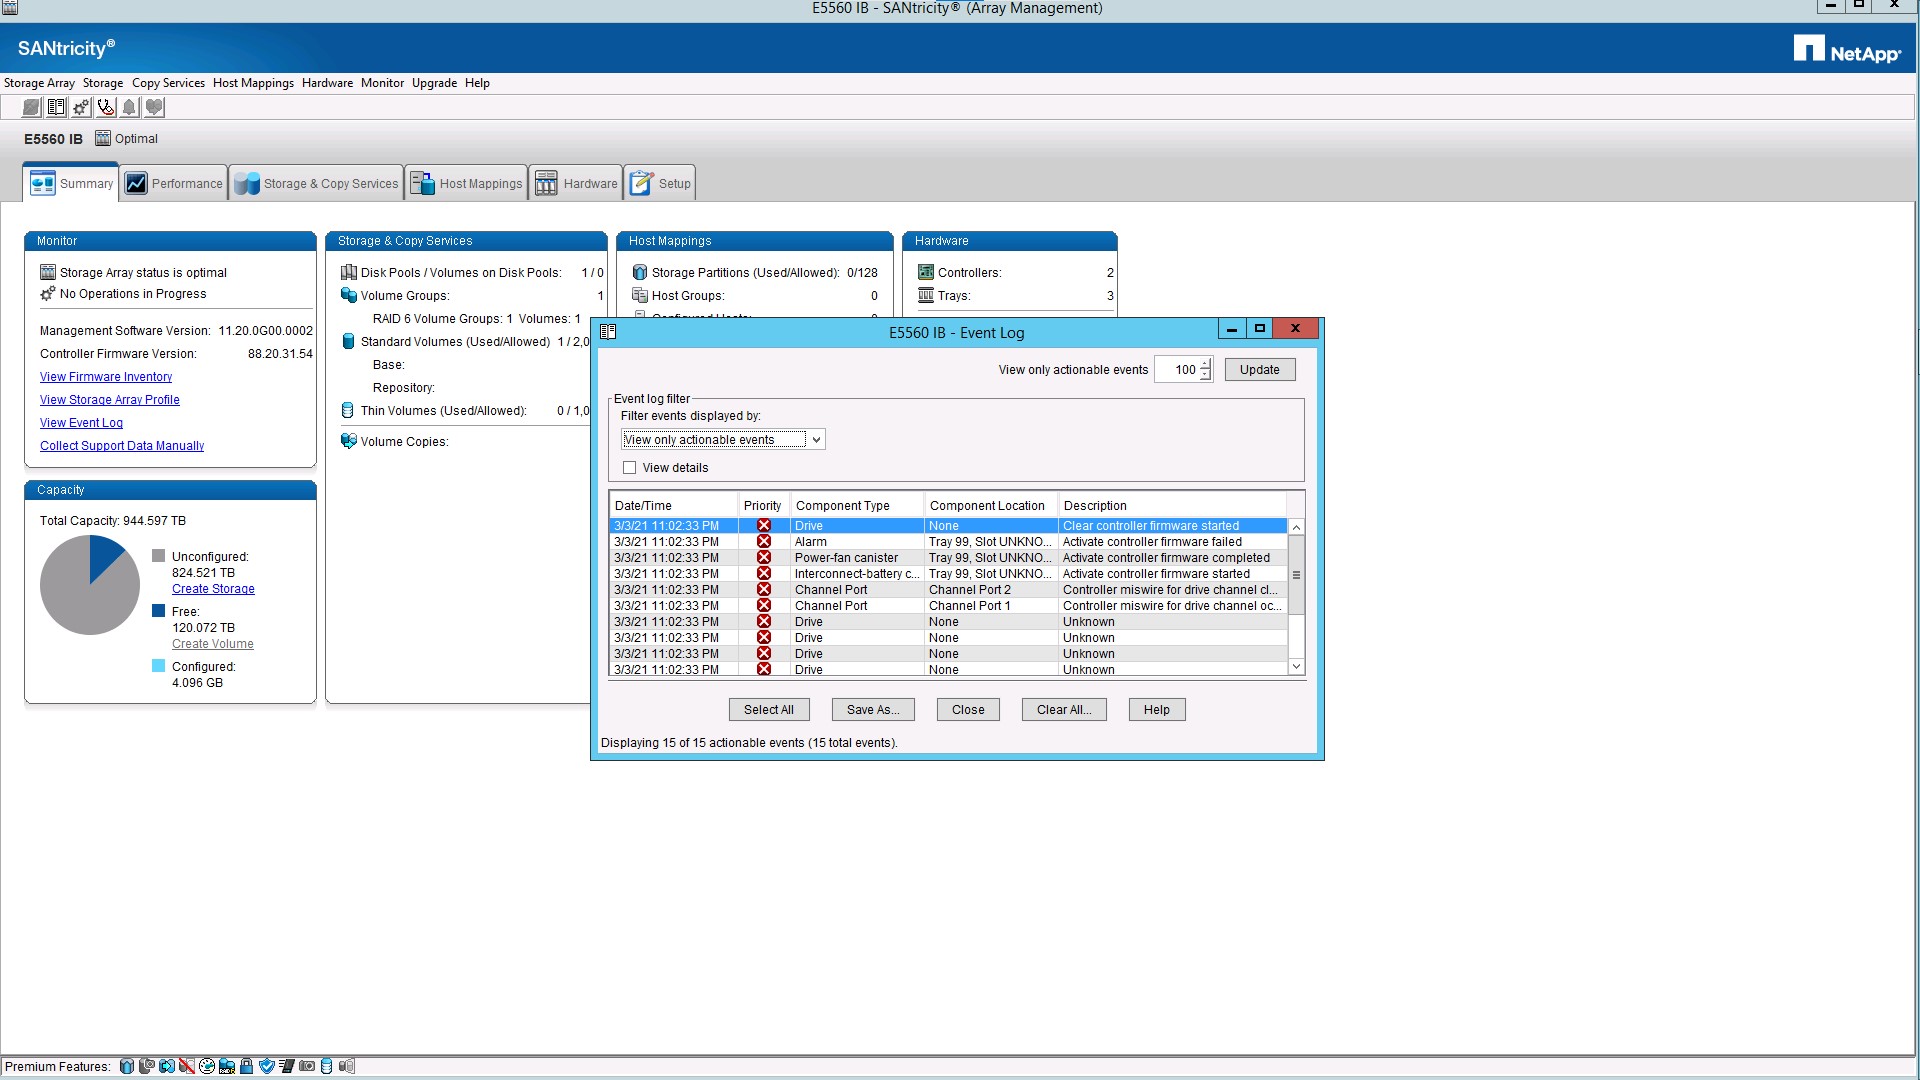 E5560 IB - SANtricity® (Array Management)
SANtricity®
NetApp
Storage Array Storage Copy Services Host Mappings Hardware Monitor Upgrade Help
E5560 IB Optimal
Summary Performance Storage & Copy Services Host Mappings Hardware Setup
Monitor
Storage Array status is optimal
No Operations in Progress
Management Software Version: 11.20.0G00.0002
Controller Firmware Version: 88.20.31.54
View Firmware Inventory
View Storage Array Profile
View Event Log
Collect Support Data Manually
Capacity
Total Capacity: 944.597 TB
Unconfigured:
824.521 TB
Create Storage
Free:
120.072 TB
Create Volume
Configured:
4.096 GB
Storage & Copy Services
Disk Pools / Volumes on Disk Pools: 1 / 0
Volume Groups: 1
RAID 6 Volume Groups: 1 Volumes: 1
Standard Volumes (Used/Allowed) 1 / 2,0
Base:
Repository:
Thin Volumes (Used/Allowed): 0 / 1,0
Volume Copies:
Host Mappings
Storage Partitions (Used/Allowed): 0/128
Host Groups: 0
Hardware
Controllers: 2
Trays: 3
E5560 IB - Event Log
View only actionable events 100 Update
Event log filter
Filter events displayed by:
View only actionable events
View details
Date/Time Priority Component Type Component Location Description
3/3/21 11:02:33 PM Drive None Clear controller firmware started
3/3/21 11:02:33 PM Alarm Tray 99, Slot UNKNO... Activate controller firmware failed
3/3/21 11:02:33 PM Power-fan canister Tray 99, Slot UNKNO... Activate controller firmware completed
3/3/21 11:02:33 PM Interconnect-battery c... Tray 99, Slot UNKNO... Activate controller firmware started
3/3/21 11:02:33 PM Channel Port Channel Port 2 Controller miswire for drive channel cl...
3/3/21 11:02:33 PM Channel Port Channel Port 1 Controller miswire for drive channel oc...
3/3/21 11:02:33 PM Drive None Unknown
3/3/21 11:02:33 PM Drive None Unknown
3/3/21 11:02:33 PM Drive None Unknown
3/3/21 11:02:33 PM Drive None Unknown
Select All Save As... Close Clear All... Help
Displaying 15 of 15 actionable events (15 total events).
Premium Features: